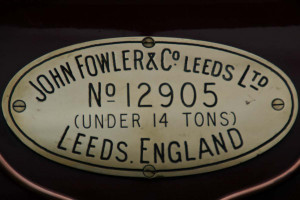 JOHN FOWLER & Co. LEEDS LTD
No 12905
(UNDER 14 TONS)
LEEDS. ENGLAND